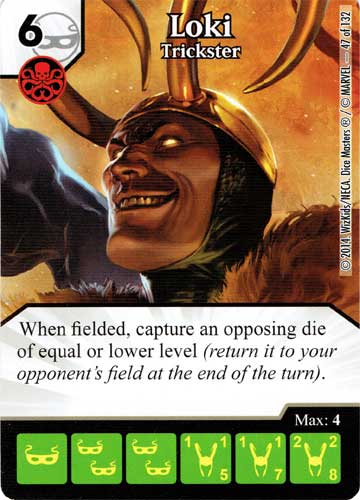 6
Loki
Trickster
© 2014 WizKids/NECA. Dice Masters ® / © MARVEL — 47 of 132
When fielded, capture an opposing die
of equal or lower level (return it to your
opponent's field at the end of the turn).
Max: 4
1 1 5
1 1 7
2 2 8